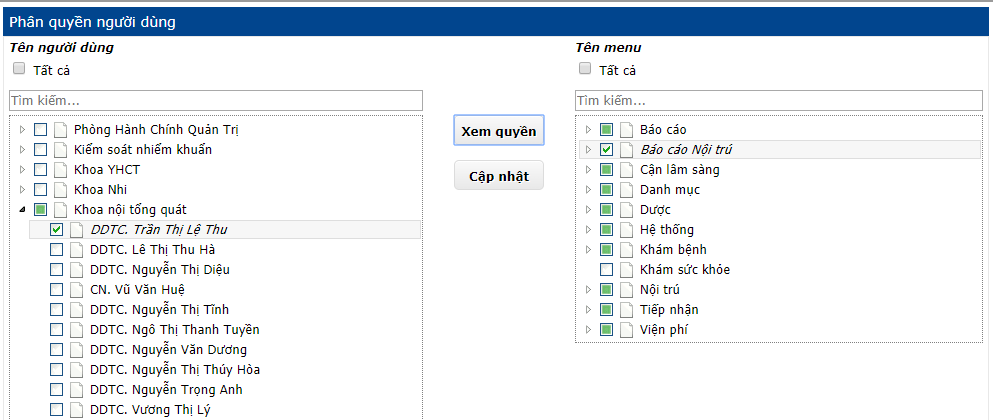 Phân quyền người dùng
Tên người dùng
Tất cả
Tìm kiếm...
Phòng Hành Chính Quản Trị
Kiểm soát nhiểm khuẩn
Khoa YHCT
Khoa Nhi
Khoa nội tổng quát
DDTC. Trần Thị Lệ Thu
DDTC. Lê Thị Thu Hà
DDTC. Nguyễn Thị Diệu
CN. Vũ Văn Huệ
DDTC. Nguyễn Thị Tĩnh
DDTC. Ngô Thị Thanh Tuyền
DDTC. Nguyễn Văn Dương
DDTC. Nguyễn Thị Thúy Hòa
DDTC. Nguyễn Trọng Anh
DDTC. Vương Thị Lý
Xem quyền
Cập nhật
Tên menu
Tất cả
Tìm kiếm...
Báo cáo
Báo cáo Nội trú
Cận lâm sàng
Danh mục
Dược
Hệ thống
Khám bệnh
Khám sức khỏe
Nội trú
Tiếp nhận
Viện phí